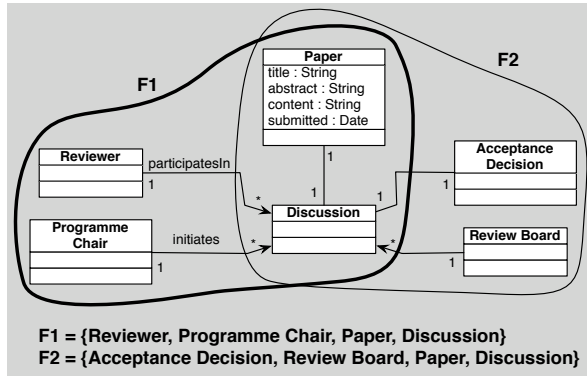 F1
F2
Paper
title : String
abstract : String
content : String
submitted : Date
Reviewer
participatesIn
1
*
1
1
1
Acceptance
Decision
1
Discussion
Programme
Chair
initiates
1
*
*
Review Board
1
F1 = {Reviewer, Programme Chair, Paper, Discussion}
F2 = {Acceptance Decision, Review Board, Paper, Discussion}